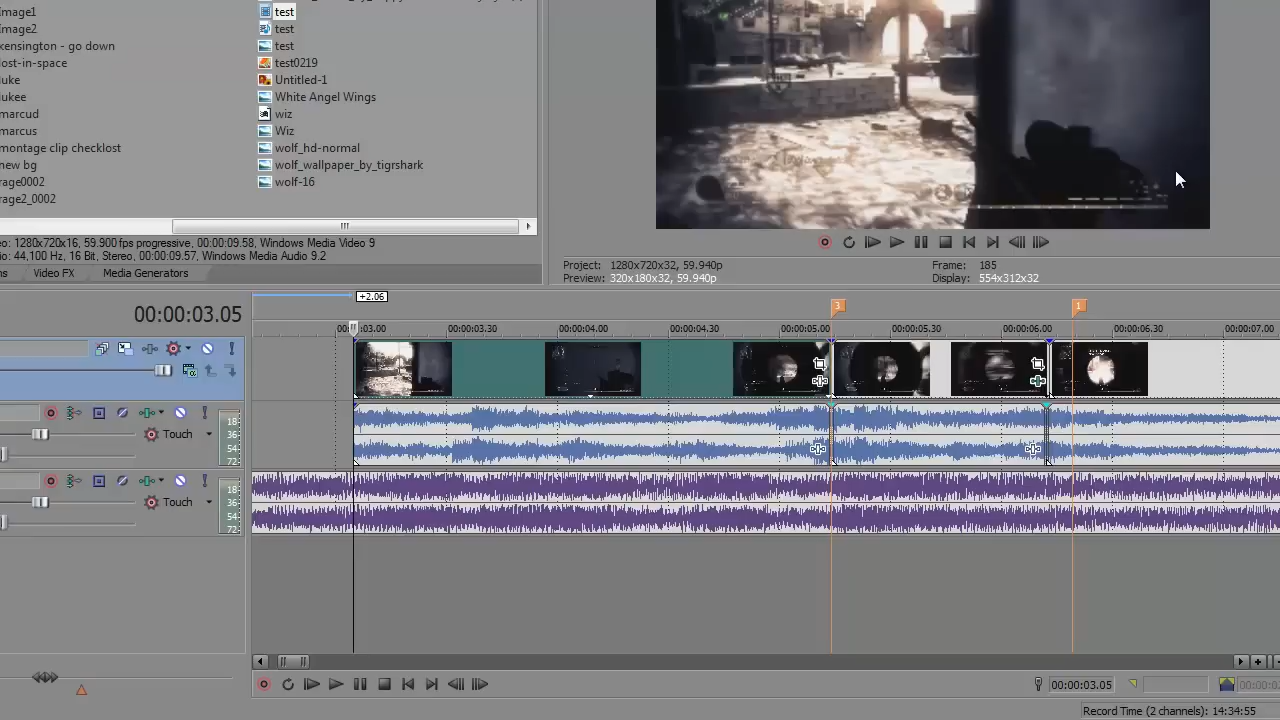 image1
test
image2
test
kensington - go down
test
lost-in-space
test0219
luke
Untitled-1
lukee
White Angel Wings
marcud
wiz
marcus
Wiz
montage clip checklost
wolf_hd-normal
new bg
wolf_wallpaper_by_tigrshark
rage0002
wolf-16
rage2_0002
eo: 1280x720x16, 59.900 fps progressive, 00:00:09.58, Windows Media Video 9
io: 44,100 Hz, 16 Bit, Stereo, 00:00:09.57, Windows Media Audio 9.2
ns Video FX Media Generators
Project: 1280x720x32, 59.940p Frame: 185
Preview: 320x180x32, 59.940p Display: 554x312x32
+2.06
00:00:03.05
3
1
00: :03.00 00:00:03.30 00:00:04.00 00:00:04.30 00:00:05.00 00:00:05.30 00:00:06.00 00:00:06.30 00:00:07.00
18
36
Touch
54
72
18
36
Touch
54
72
00:00:03.05
Record Time (2 channels): 14:34:55